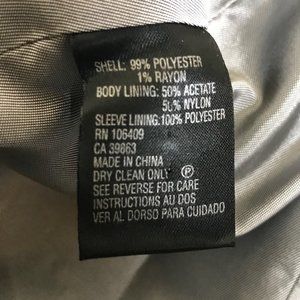 SHELL: 99% POLYESTER
1% RAYON
BODY LINING: 50% ACETATE
50% NYLON
SLEEVE LINING:100% POLYESTER
RN 106409
CA 39863
MADE IN CHINA
DRY CLEAN ONLY Ⓟ
SEE REVERSE FOR CARE
INSTRUCTIONS AU DOS
VER AL DORSO PARA CUIDADO